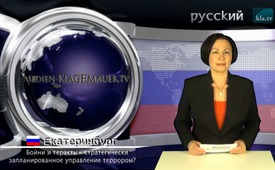 русский
kla.tv
MEDIEN-KLAGEMAUER.TV
Екатеринбург
Бойни и теракты – стратегически
запланированное управление террором?